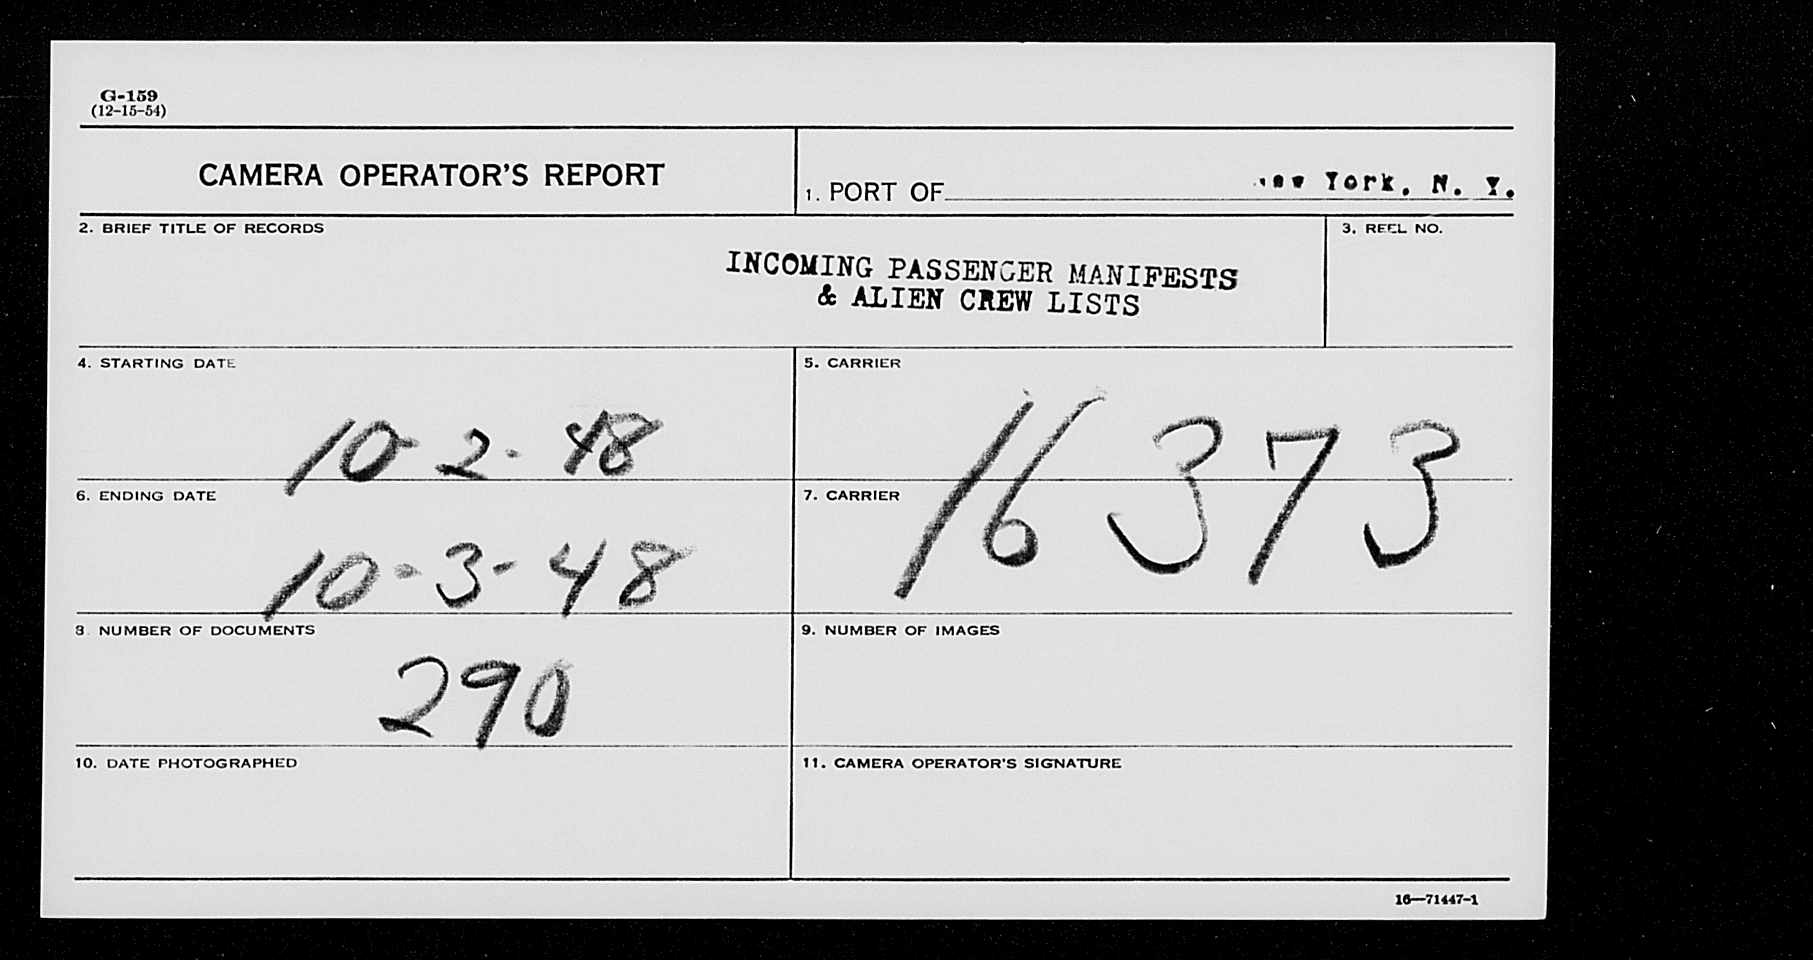 G-159
(12-15-54)
CAMERA OPERATOR'S REPORT
1. PORT OF New York, N. Y.
2. BRIEF TITLE OF RECORDS
INCOMING PASSENGER MANIFESTS
& ALIEN CREW LISTS
3. REEL NO.
4. STARTING DATE
10-2-48
5. CARRIER
16373
6. ENDING DATE
10-3-48
7. CARRIER
8. NUMBER OF DOCUMENTS
290
9. NUMBER OF IMAGES
10. DATE PHOTOGRAPHED
11. CAMERA OPERATOR'S SIGNATURE
16—71447-1